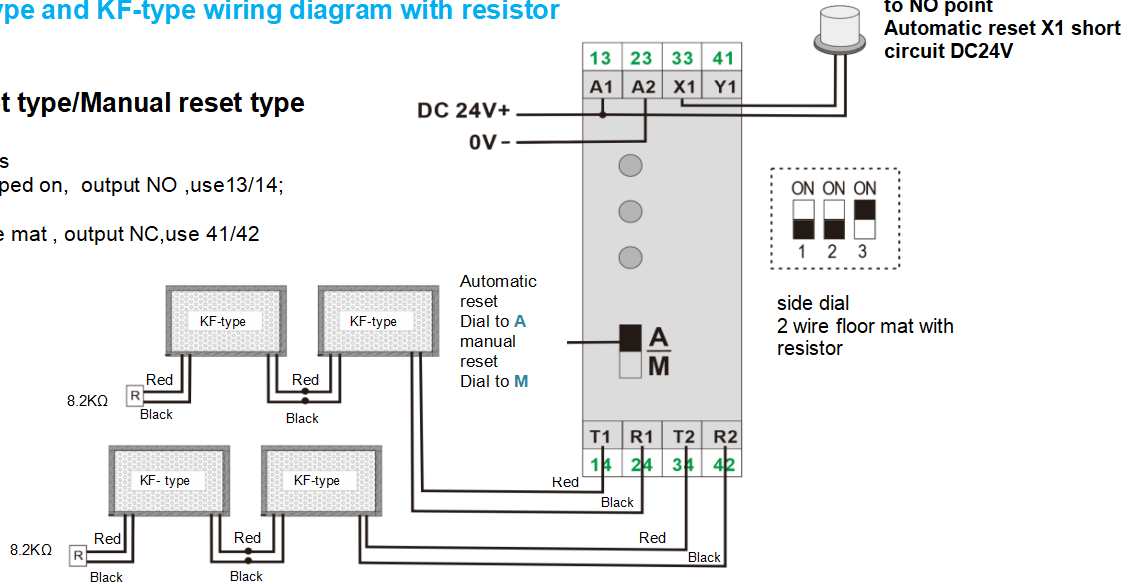 ype and KF-type wiring diagram with resistor
to NO point
Automatic reset X1 short
circuit DC24V
13 23 33 41
A1 A2 X1 Y1
t type/Manual reset type
DC 24V+
0V-
s
ped on, output NO ,use13/14;
e mat , output NC,use 41/42
ON ON ON
1 2 3
side dial
2 wire floor mat with
resistor
Automatic
reset
Dial to A
manual
reset
Dial to M
A
M
KF-type
KF-type
Red
Red
8.2KΩ
R
Black
Black
T1 R1 T2 R2
14 24 34 42
KF- type
KF-type
Red
Black
Red
Red
Red
8.2KΩ
R
Black
Black
Black